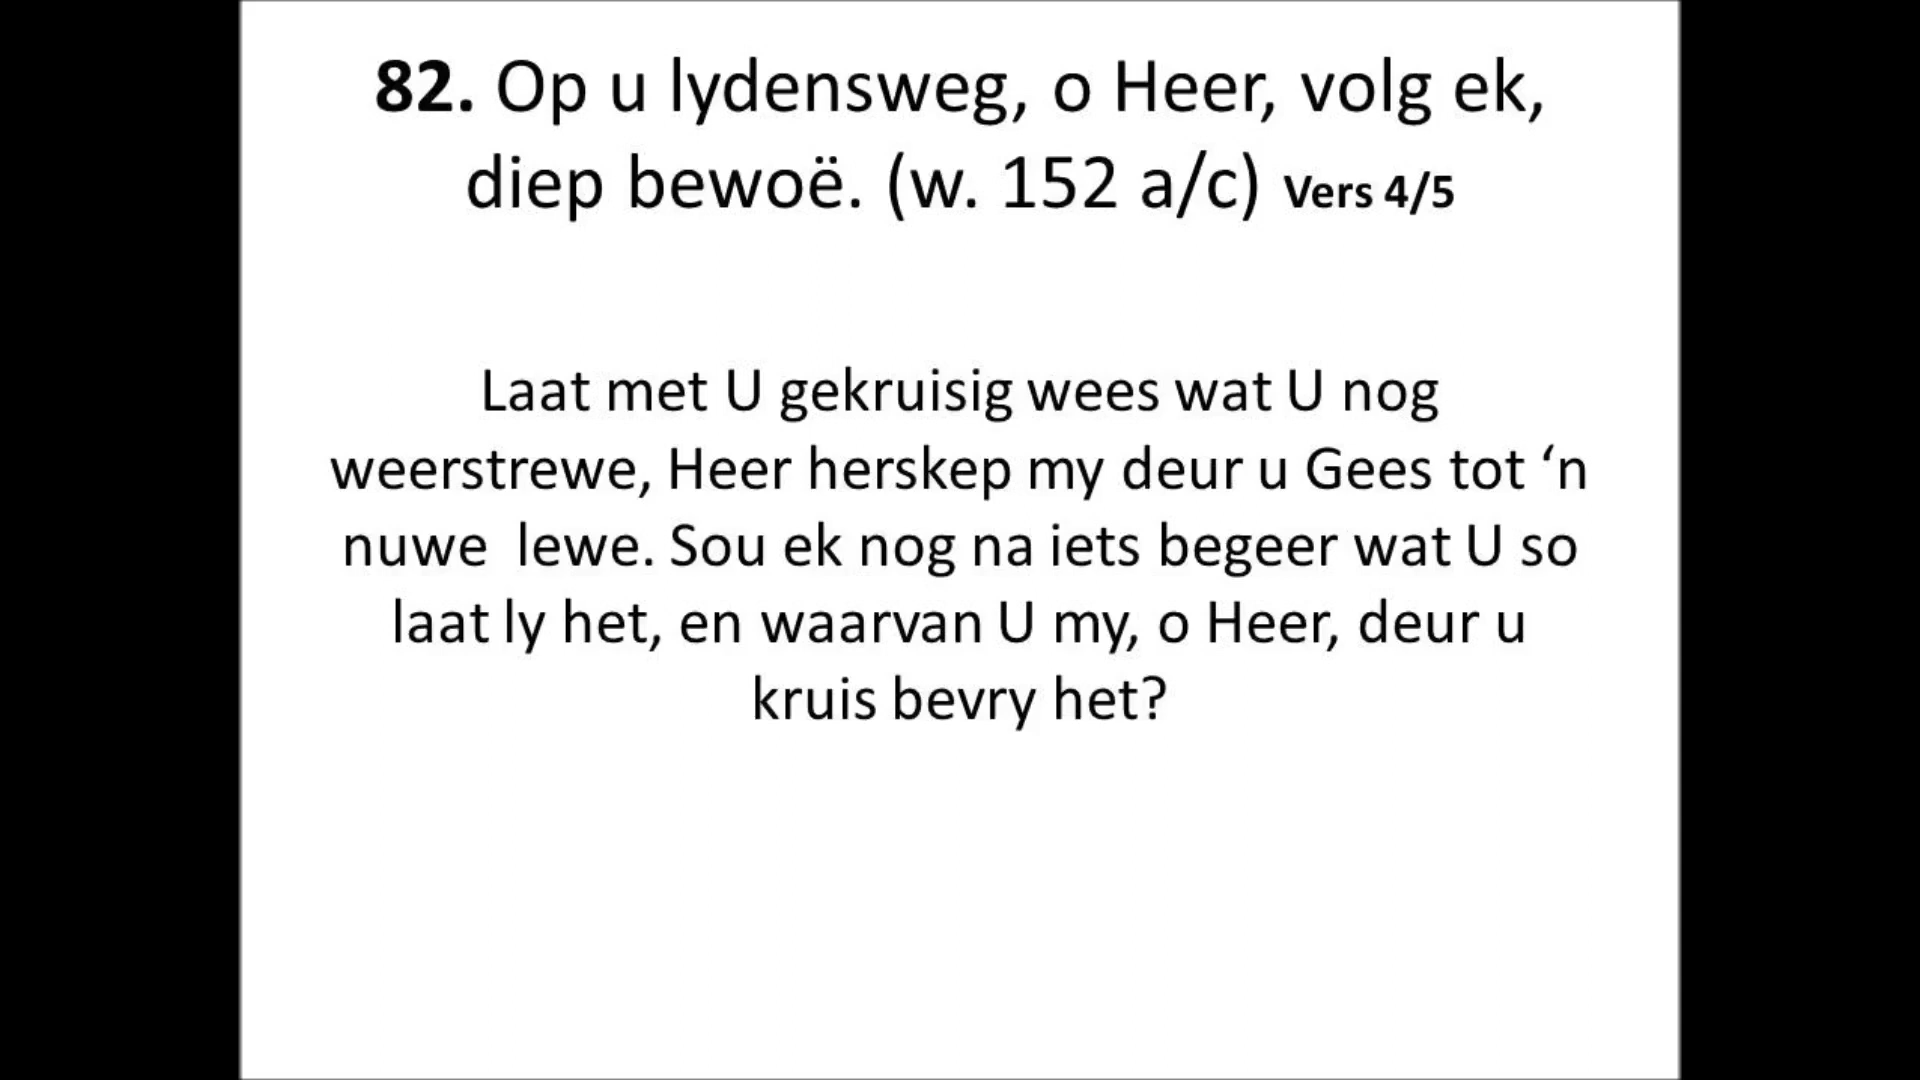 82. Op u lydensweg, o Heer, volg ek,
diep bewoë. (w. 152 a/c) Vers 4/5
Laat met U gekruisig wees wat U nog
weerstrewe, Heer herskep my deur u Gees tot ‘n
nuwe  lewe. Sou ek nog na iets begeer wat U so
laat ly het, en waarvan U my, o Heer, deur u
kruis bevry het?